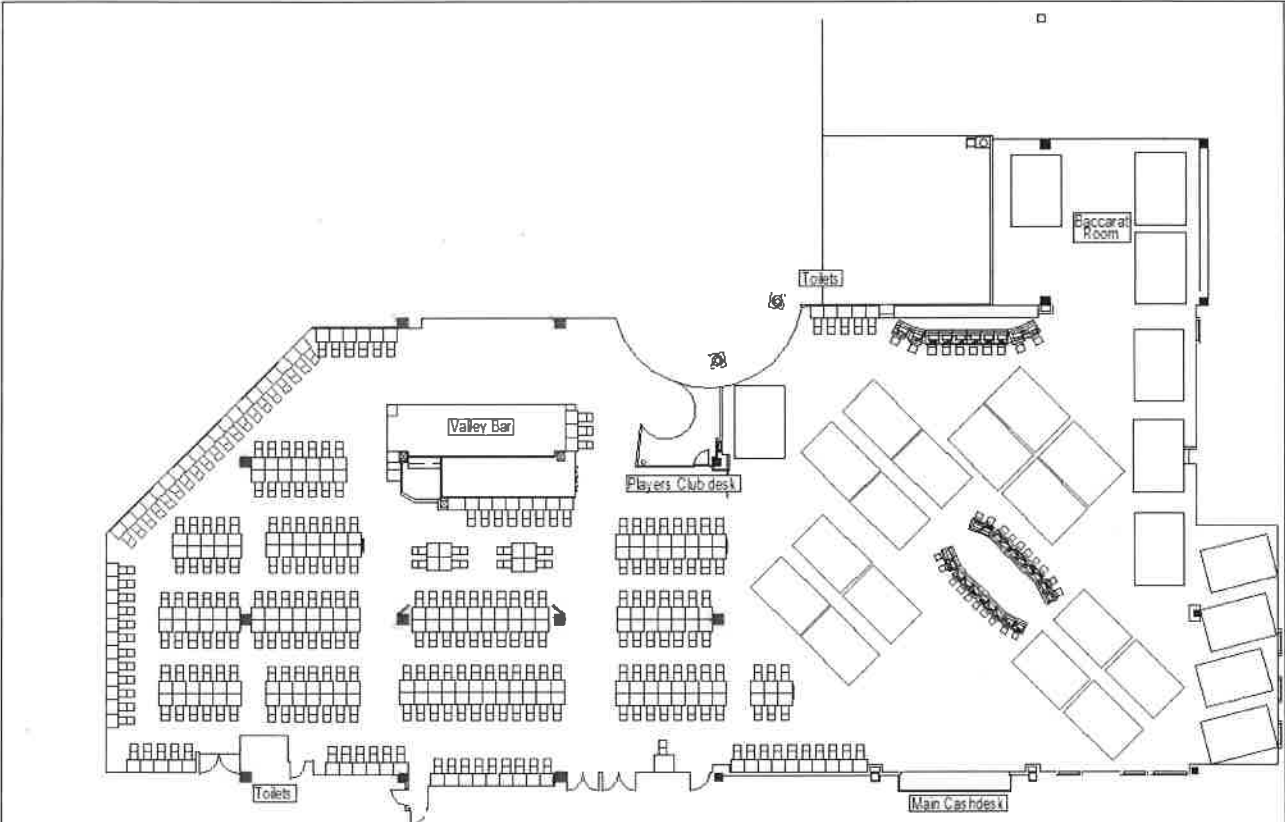 Baccarat
Room
Toilets
Valley Bar
Players Club desk
Toilets
Main Cashdesk